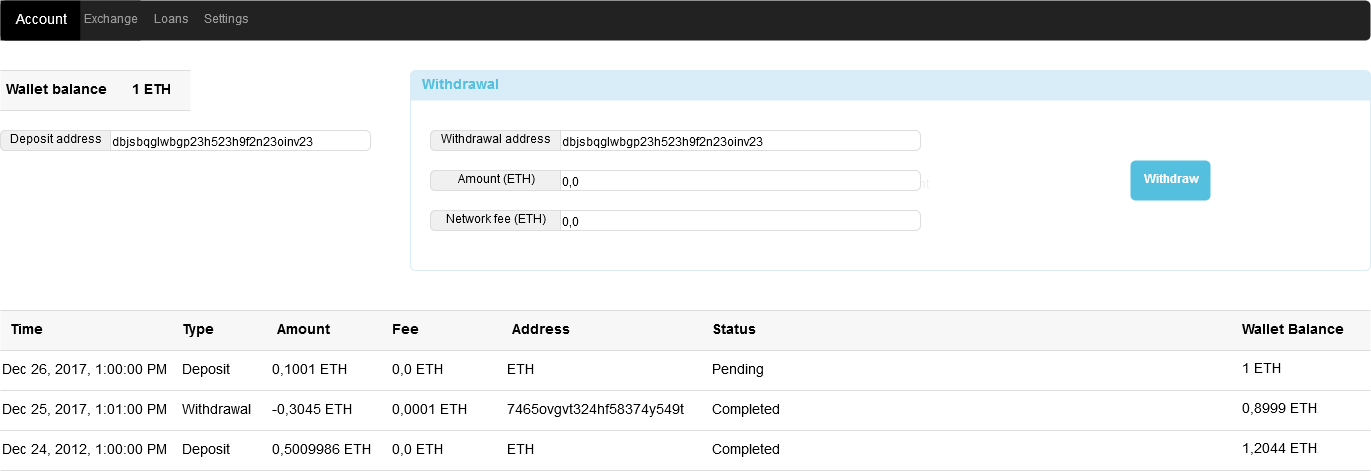 Account Exchange Loans Settings
Wallet balance 1 ETH
Withdrawal
Deposit address dbjsbqglwbgp23h523h9f2n23oinv23
Withdrawal address dbjsbqglwbgp23h523h9f2n23oinv23
Amount (ETH) 0,0
Withdraw
Network fee (ETH) 0,0
Time Type Amount Fee Address Status Wallet Balance
Dec 26, 2017, 1:00:00 PM Deposit 0,1001 ETH 0,0 ETH ETH Pending 1 ETH
Dec 25, 2017, 1:01:00 PM Withdrawal -0,3045 ETH 0,0001 ETH 7465ovgvt324hf58374y549t Completed 0,8999 ETH
Dec 24, 2012, 1:00:00 PM Deposit 0,5009986 ETH 0,0 ETH ETH Completed 1,2044 ETH